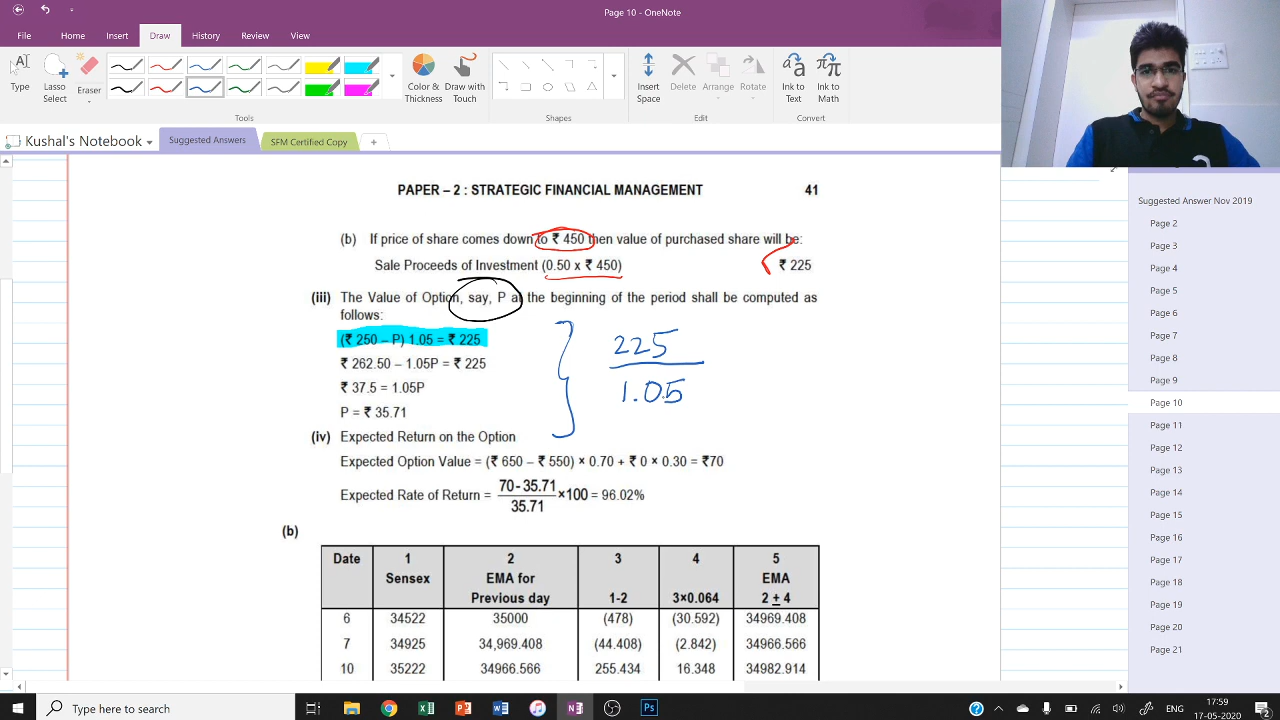 Page 10 - OneNote
File Home Insert Draw History Review View
Type
Lasso Select
Eraser
Color & Thickness
Draw with Touch
Insert Space
Delete
Arrange
Rotate
Ink to Text
Ink to Math
Tools
Shapes
Edit
Convert
Kushal's Notebook
Suggested Answers
SFM Certified Copy
+
PAPER – 2 : STRATEGIC FINANCIAL MANAGEMENT 41
(b) If price of share comes down to ₹ 450 then value of purchased share will be:
Sale Proceeds of Investment (0.50 x ₹ 450) ₹ 225
(iii) The Value of Option, say, P at the beginning of the period shall be computed as
follows:
(₹ 250 – P) 1.05 = ₹ 225
₹ 262.50 – 1.05P = ₹ 225
₹ 37.5 = 1.05P
P = ₹ 35.71
225
1.05
(iv) Expected Return on the Option
Expected Option Value = (₹ 650 – ₹ 550) × 0.70 + ₹ 0 × 0.30 = ₹70
Expected Rate of Return = 70 - 35.71 / 35.71 ×100 = 96.02%
(b)
Date 1 2 3 4 5
Sensex EMA for EMA
Previous day 1-2 3×0.064 2 ± 4
6 34522 35000 (478) (30.592) 34969.408
7 34925 34,969.408 (44.408) (2.842) 34966.566
10 35222 34966.566 255.434 16.348 34982.914
Suggested Answer Nov 2019
Page 2
Page 3
Page 4
Page 5
Page 6
Page 7
Page 8
Page 9
Page 10
Page 11
Page 12
Page 13
Page 14
Page 15
Page 16
Page 17
Page 18
Page 19
Page 20
Page 21
Type here to search
17:59
17-05-2020